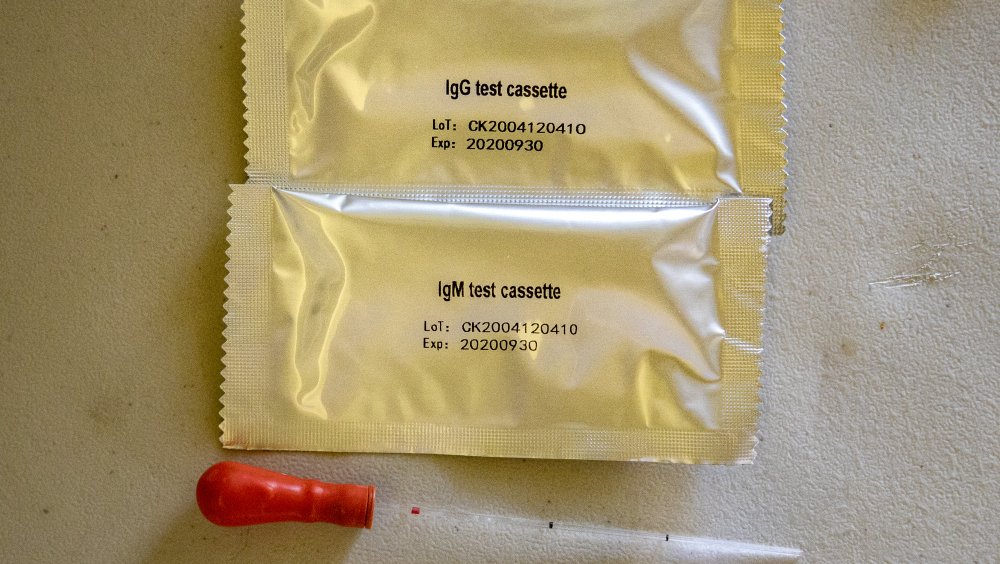 IgG test cassette
LoT: CK2004120410
Exp: 20200930
IgM test cassette
LoT: CK2004120410
Exp: 20200930